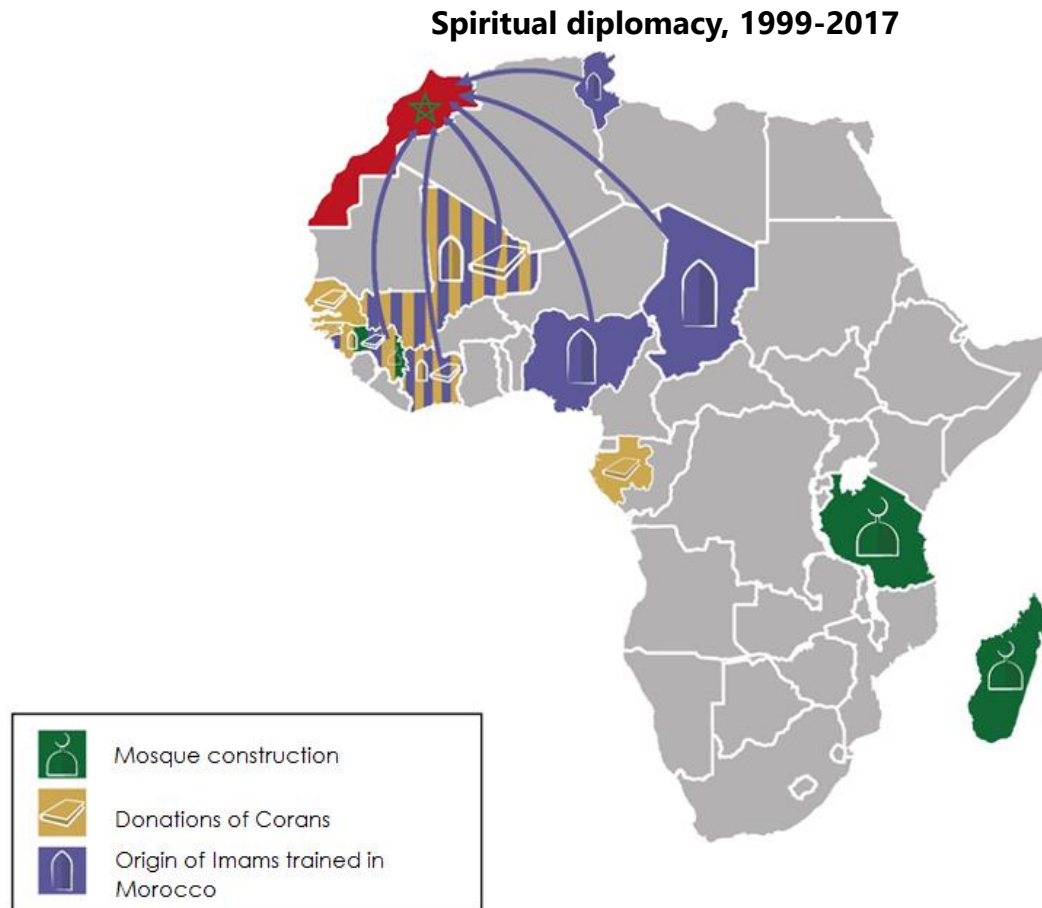 Spiritual diplomacy, 1999-2017
Mosque construction
Donations of Corans
Origin of Imams trained in
Morocco